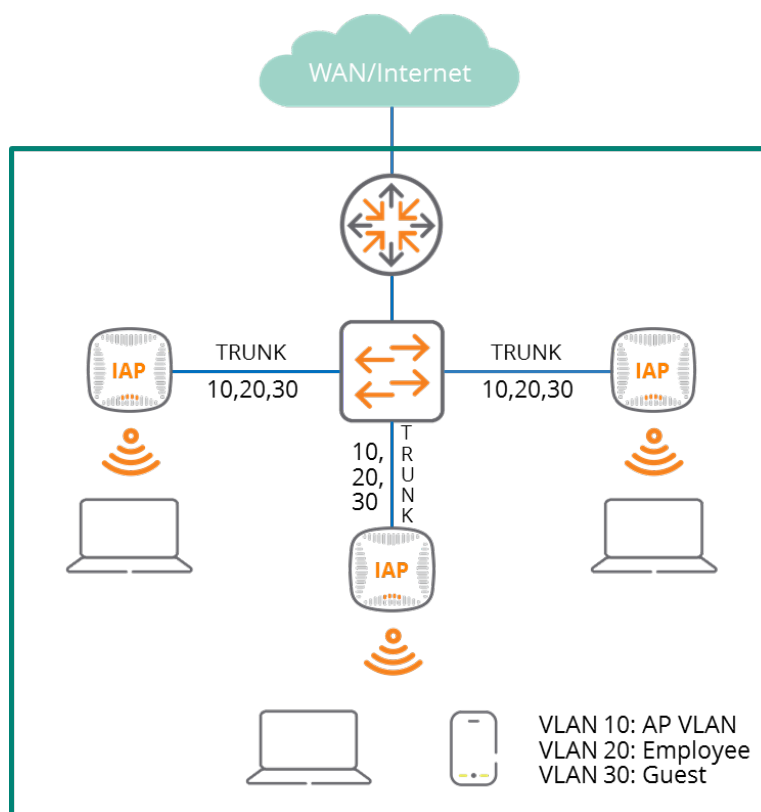 WAN/Internet
IAP
TRUNK
10,20,30
TRUNK
10,20,30
IAP
10,
20,
30
TRUNK
IAP
VLAN 10: AP VLAN
VLAN 20: Employee
VLAN 30: Guest